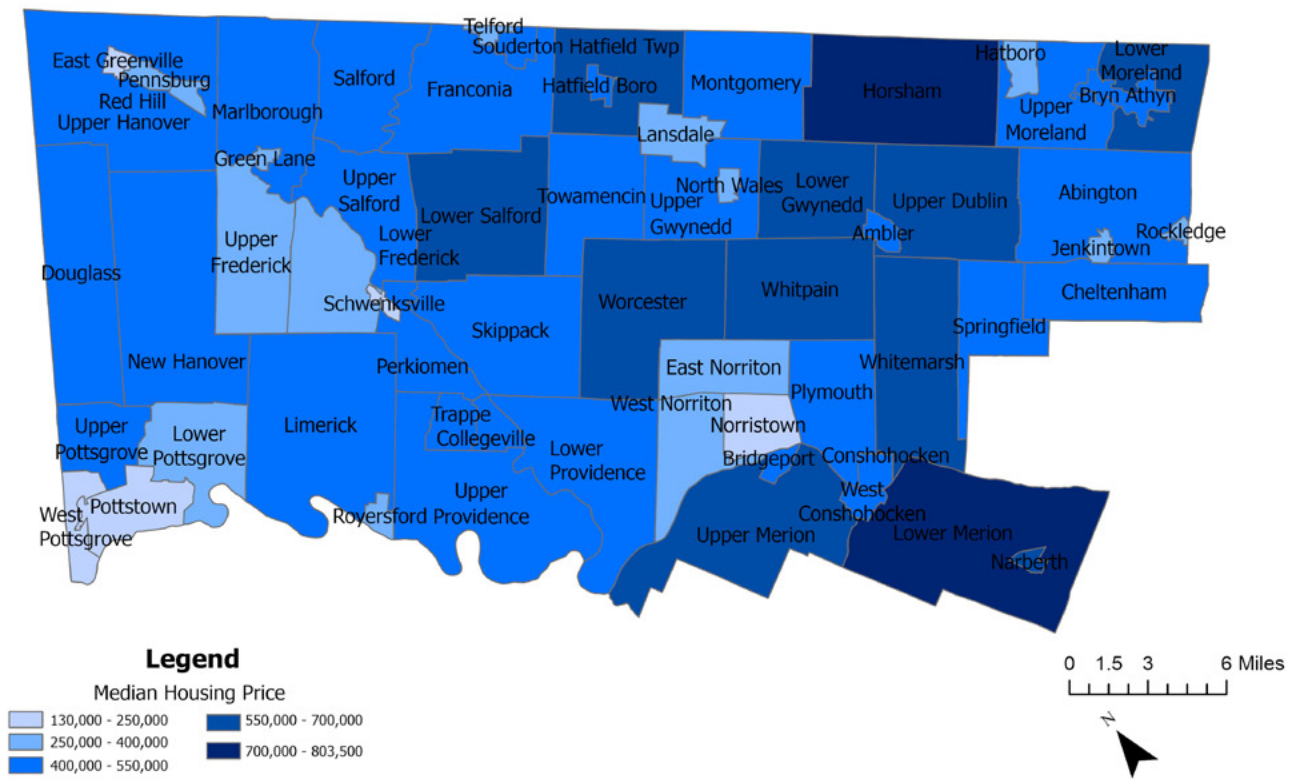 Telford
Souderton Hatfield Twp
Hatboro
Lower
Moreland
East Greenville
Pennsburg
Red Hill
Upper Hanover
Marlborough
Salford
Franconia
Hatfield Boro
Montgomery
Horsham
Bryn Athyn
Upper
Moreland
Lansdale
Green Lane
Upper
Salford
Lower Salford
Towamencin
North Wales
Upper
Gwynedd
Lower
Gwynedd
Upper Dublin
Abington
Rockledge
Jenkintown
Ambler
Lower
Frederick
Upper
Frederick
Douglass
Schwenksville
Skippack
Worcester
Whitpain
Cheltenham
Springfield
New Hanover
Perkiomen
East Norriton
Whitemarsh
Plymouth
West Norriton
Norristown
Upper
Pottsgrove
Lower
Pottsgrove
Limerick
Trappe
Collegeville
Lower
Providence
Bridgeport
Conshohocken
West
Conshohocken
Pottstown
West
Pottsgrove
Royersford
Upper
Providence
Upper Merion
Lower Merion
Narberth
Legend
Median Housing Price
130,000 - 250,000
250,000 - 400,000
400,000 - 550,000
550,000 - 700,000
700,000 - 803,500
0 1.5 3 6 Miles
N